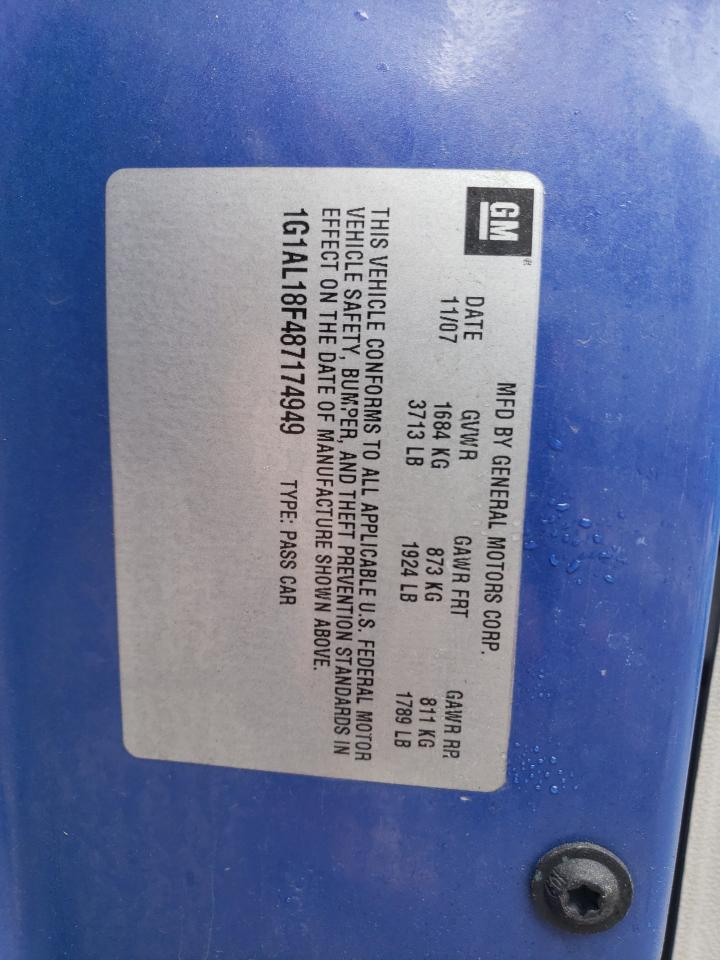 GM
MFD BY GENERAL MOTORS CORP.
DATE GVWR GAWR FRT GAWR RR
11/07 1684 KG 873 KG 811 KG
3713 LB 1924 LB 1789 LB
THIS VEHICLE CONFORMS TO ALL APPLICABLE U.S. FEDERAL MOTOR
VEHICLE SAFETY, BUMPER, AND THEFT PREVENTION STANDARDS IN
EFFECT ON THE DATE OF MANUFACTURE SHOWN ABOVE.
1G1AL18F487174949 TYPE: PASS CAR